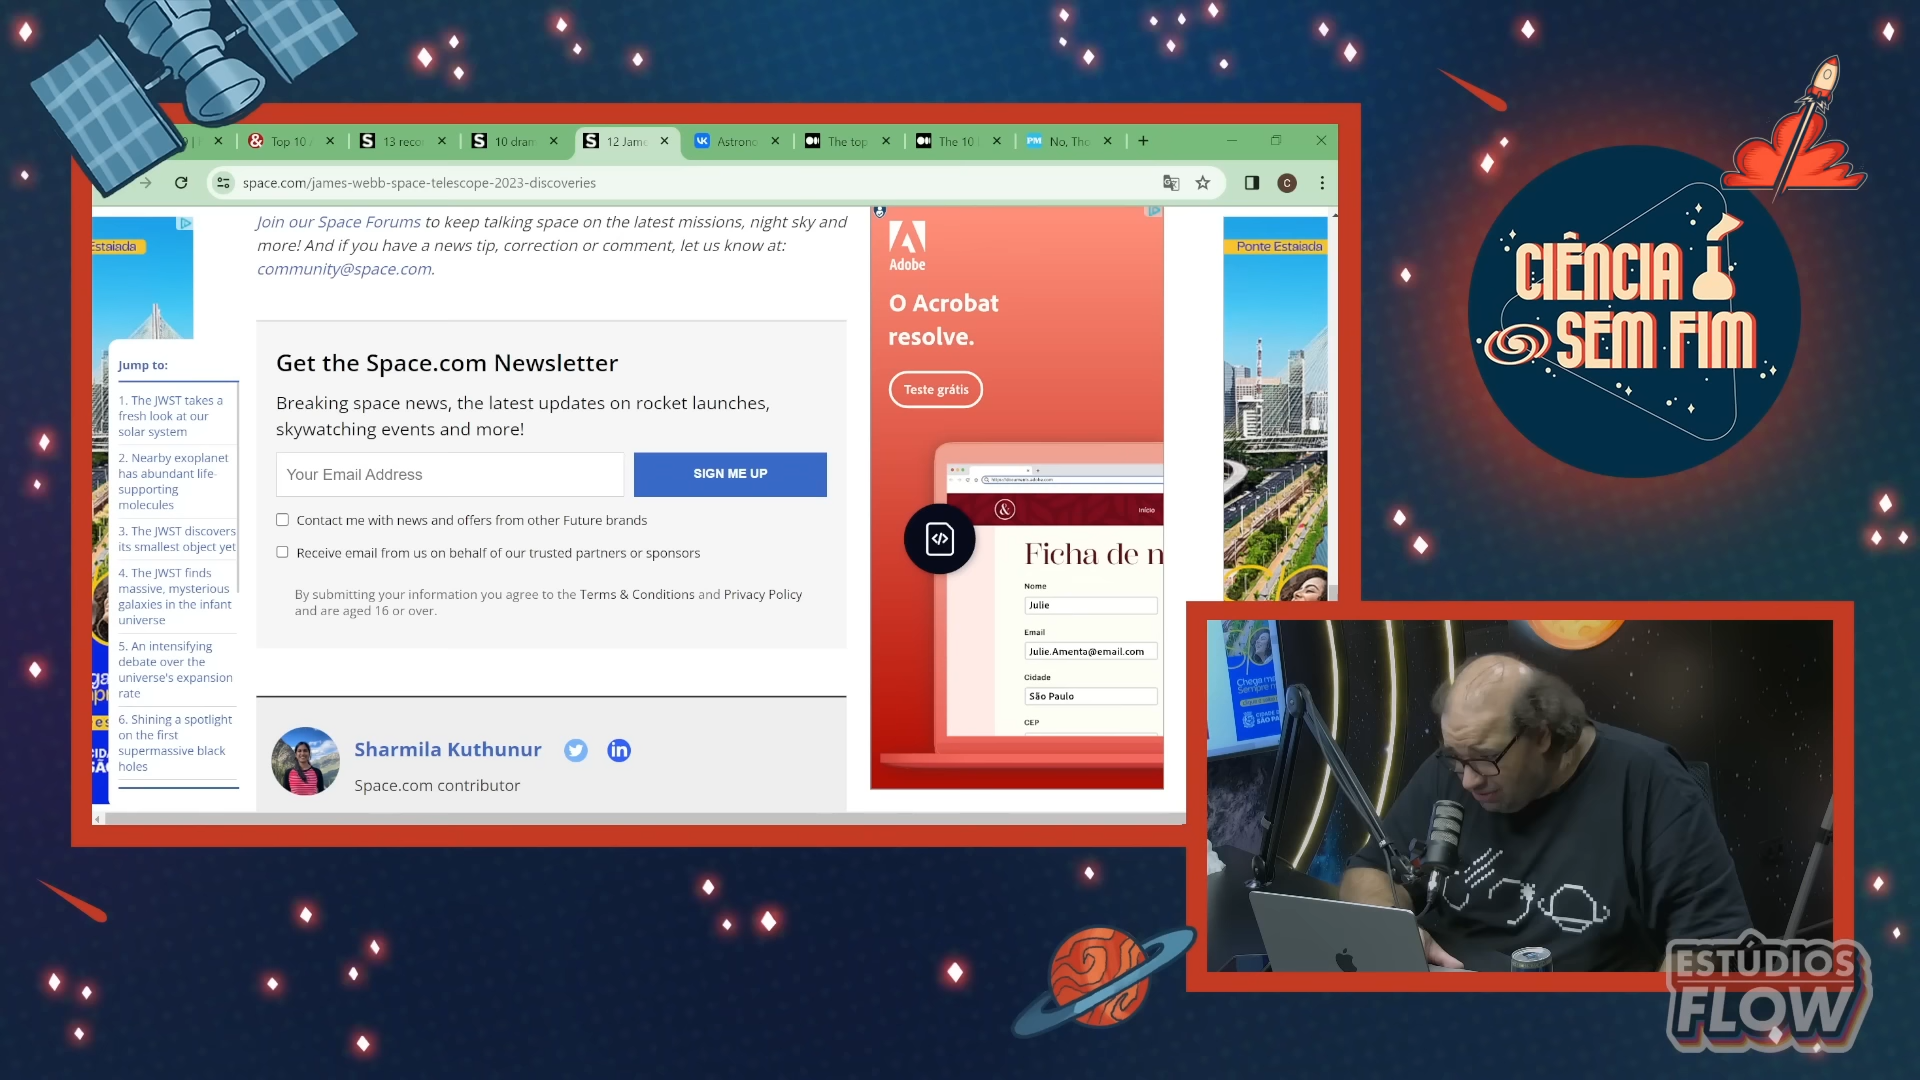 Top 10
13 reco
10 dram
12 Jame
VK
Astrono
The top
The 10
PM
No, The
space.com/james-webb-space-telescope-2023-discoveries
C
Estaiada
Join our Space Forums to keep talking space on the latest missions, night sky and
more! And if you have a news tip, correction or comment, let us know at:
community@space.com.
Jump to:
1. The JWST takes a
fresh look at our
solar system
2. Nearby exoplanet
has abundant life-
supporting
molecules
3. The JWST discovers
its smallest object yet
4. The JWST finds
massive, mysterious
galaxies in the infant
universe
5. An intensifying
debate over the
universe's expansion
rate
6. Shining a spotlight
on the first
supermassive black
holes
Get the Space.com Newsletter
Breaking space news, the latest updates on rocket launches,
skywatching events and more!
Your Email Address
SIGN ME UP
Contact me with news and offers from other Future brands
Receive email from us on behalf of our trusted partners or sponsors
By submitting your information you agree to the Terms & Conditions and Privacy Policy
and are aged 16 or over.
Sharmila Kuthunur
Space.com contributor
Adobe
O Acrobat
resolve.
Teste grátis
Início
Ficha de n
Nome
Julie
Email
Julie.Amenta@email.com
Cidade
São Paulo
CEP
Ponte Estaiada
CIÊNCIA
SEM FIM
Chega ma
Sempre n
CIDADE
SÃO PA
ESTÚDIOS
FLOW